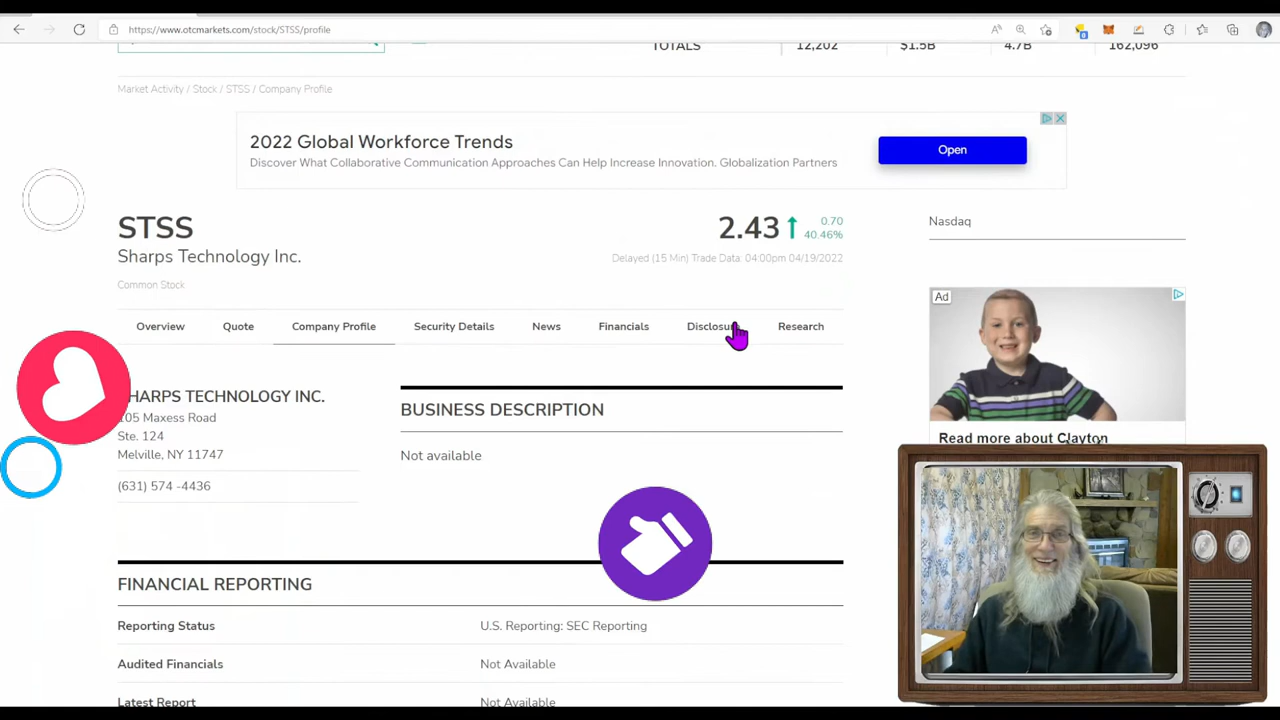 https://www.otcmarkets.com/stock/STSS/profile
TOTALS 12,202 $1.5B 4.7B 162,096
Market Activity / Stock / STSS / Company Profile
2022 Global Workforce Trends
Discover What Collaborative Communication Approaches Can Help Increase Innovation. Globalization Partners
Open
STSS
2.43
0.70
40.46%
Sharps Technology Inc.
Delayed (15 Min) Trade Data: 04:00pm 04/19/2022
Common Stock
Nasdaq
Overview Quote Company Profile Security Details News Financials Research
Ad
Read more about Clayton
TECHNOLOGY INC.
Maxess Road
Ste. 124
Melville, NY 11747
(631) 574 -4436
BUSINESS DESCRIPTION
Not available
FINANCIAL REPORTING
Reporting Status U.S. Reporting: SEC Reporting
Audited Financials Not Available
Latest Report Not Available